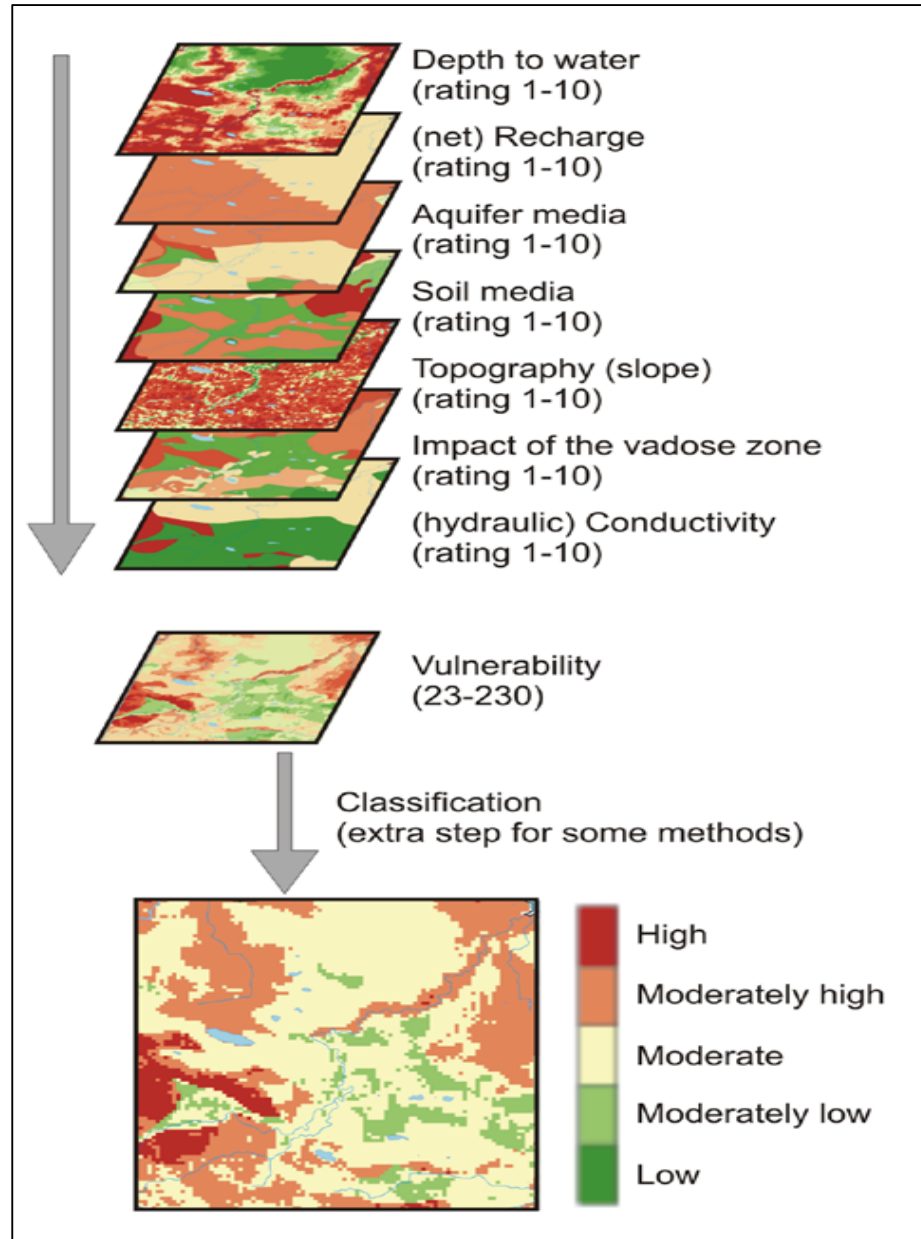 Depth to water
(rating 1-10)
(net) Recharge
(rating 1-10)
Aquifer media
(rating 1-10)
Soil media
(rating 1-10)
Topography (slope)
(rating 1-10)
Impact of the vadose zone
(rating 1-10)
(hydraulic) Conductivity
(rating 1-10)
Vulnerability
(23-230)
Classification
(extra step for some methods)
High
Moderately high
Moderate
Moderately low
Low